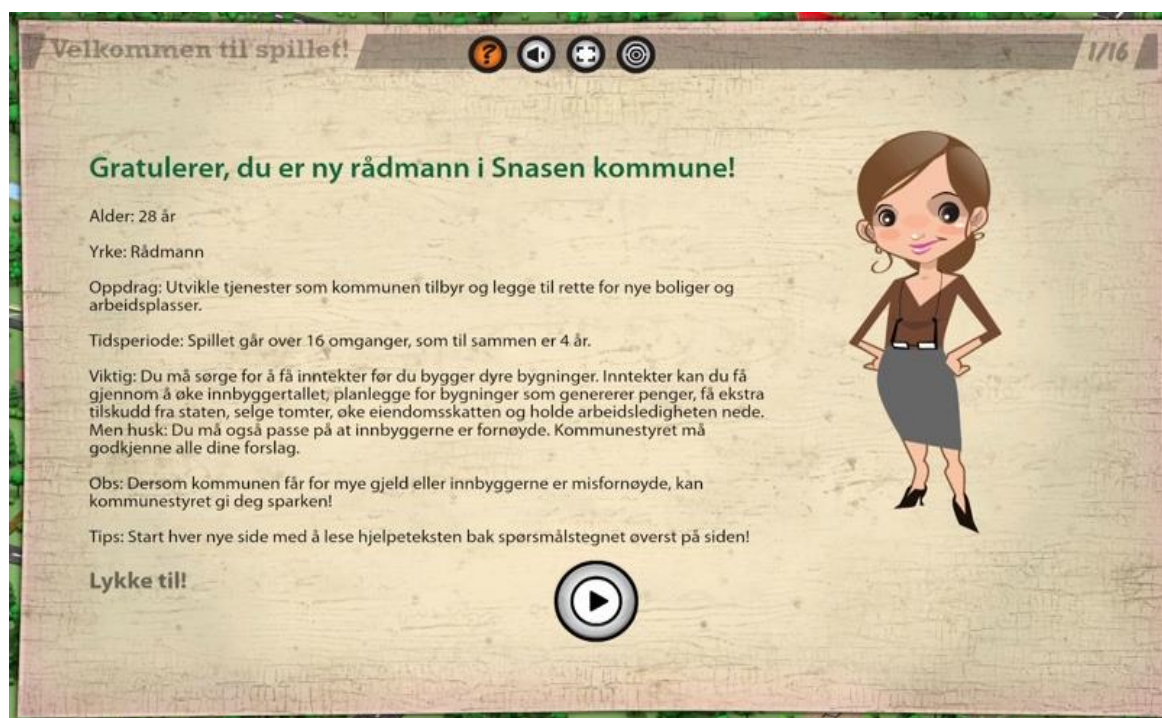 Velkommen til spillet!
?
1/16
Gratulerer, du er ny rådmann i Snasen kommune!
Alder: 28 år
Yrke: Rådmann
Oppdrag: Utvikle tjenester som kommunen tilbyr og legge til rette for nye boliger og
arbeidsplasser.
Tidsperiode: Spillet går over 16 omganger, som til sammen er 4 år.
Viktig: Du må sørge for å få inntekter før du bygger dyre bygninger. Inntekter kan du få
gjennom å øke innbyggertallet, planlegge for bygninger som genererer penger, få ekstra
tilskudd fra staten, selge tomter, øke eiendomsskatten og holde arbeidsledigheten nede.
Men husk: Du må også passe på at innbyggerne er fornøyde. Kommunestyret må
godkjenne alle dine forslag.
Obs: Dersom kommunen får for mye gjeld eller innbyggerne er misfornøyde, kan
kommunestyret gi deg sparken!
Tips: Start hver nye side med å lese hjelpeteksten bak spørsmålstegnet øverst på siden!
Lykke til!